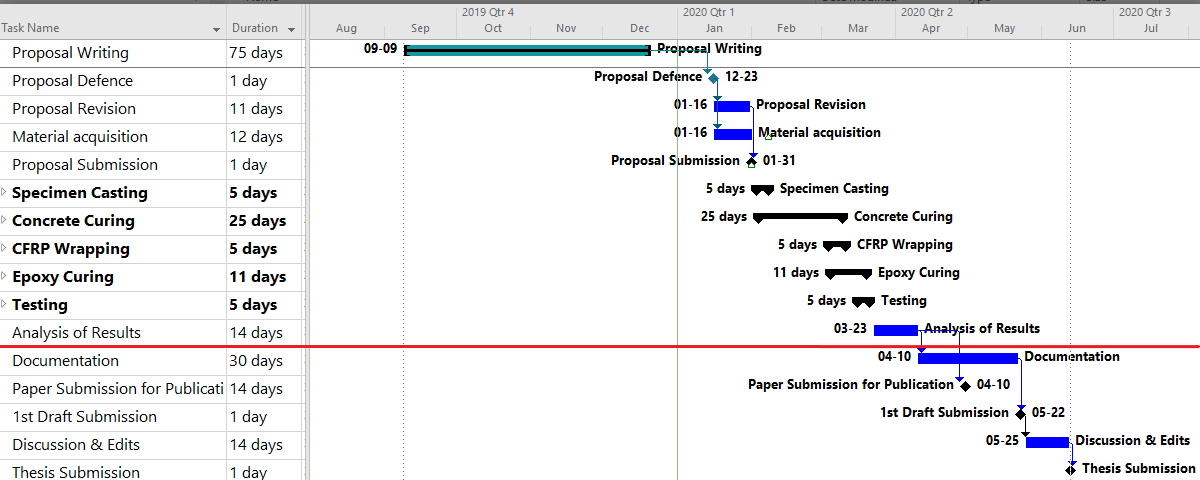 2019 Qtr 4 2020 Qtr 1 2020 Qtr 2 2020 Qtr 3
Task Name Duration Aug Sep Oct Nov Dec Jan Feb Mar Apr May Jun Jul
Proposal Writing 75 days 09-09 Proposal Writing
Proposal Defence 1 day Proposal Defence 12-23
Proposal Revision 11 days 01-16 Proposal Revision
Material acquisition 12 days 01-16 Material acquisition
Proposal Submission 1 day Proposal Submission 01-31
Specimen Casting 5 days 5 days Specimen Casting
Concrete Curing 25 days 25 days Concrete Curing
CFRP Wrapping 5 days 5 days CFRP Wrapping
Epoxy Curing 11 days 11 days Epoxy Curing
Testing 5 days 5 days Testing
Analysis of Results 14 days 03-23 Analysis of Results
Documentation 30 days 04-10 Documentation
Paper Submission for Publicati 14 days Paper Submission for Publication 04-10
1st Draft Submission 1 day 1st Draft Submission 05-22
Discussion & Edits 14 days 05-25 Discussion & Edits
Thesis Submission 1 day Thesis Submission